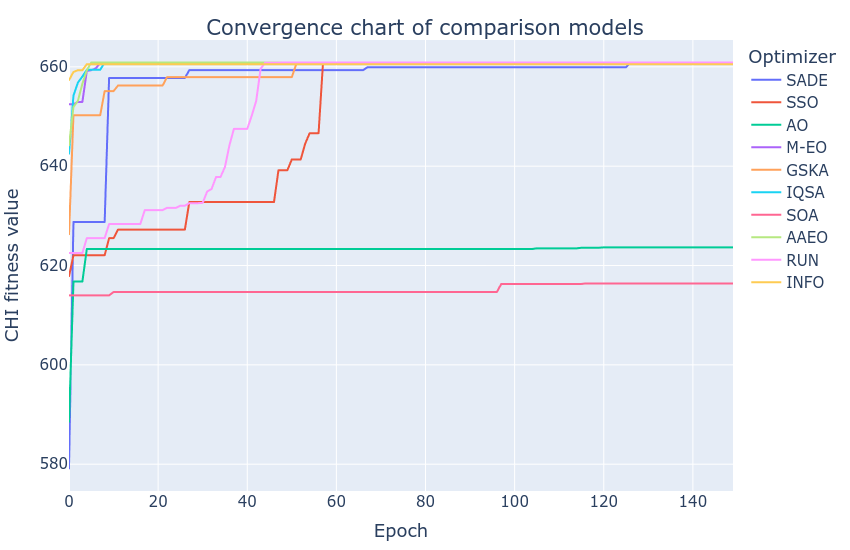 Convergence chart of comparison models
CHI fitness value
660
640
620
600
580
0 20 40 60 80 100 120 140
Epoch
Optimizer
SADE
SSO
AO
M-EO
GSKA
IQSA
SOA
AAEO
RUN
INFO